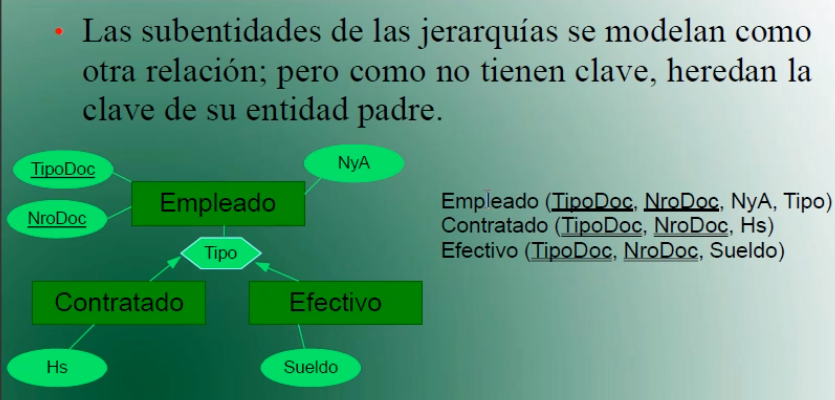 • Las subentidades de las jerarquías se modelan como
otra relación; pero como no tienen clave, heredan la
clave de su entidad padre.
TipoDoc
NyA
Empleado
NroDoc
Tipo
Contratado
Efectivo
Hs
Sueldo
Empleado (TipoDoc, NroDoc, NyA, Tipo)
Contratado (TipoDoc, NroDoc, Hs)
Efectivo (TipoDoc, NroDoc, Sueldo)